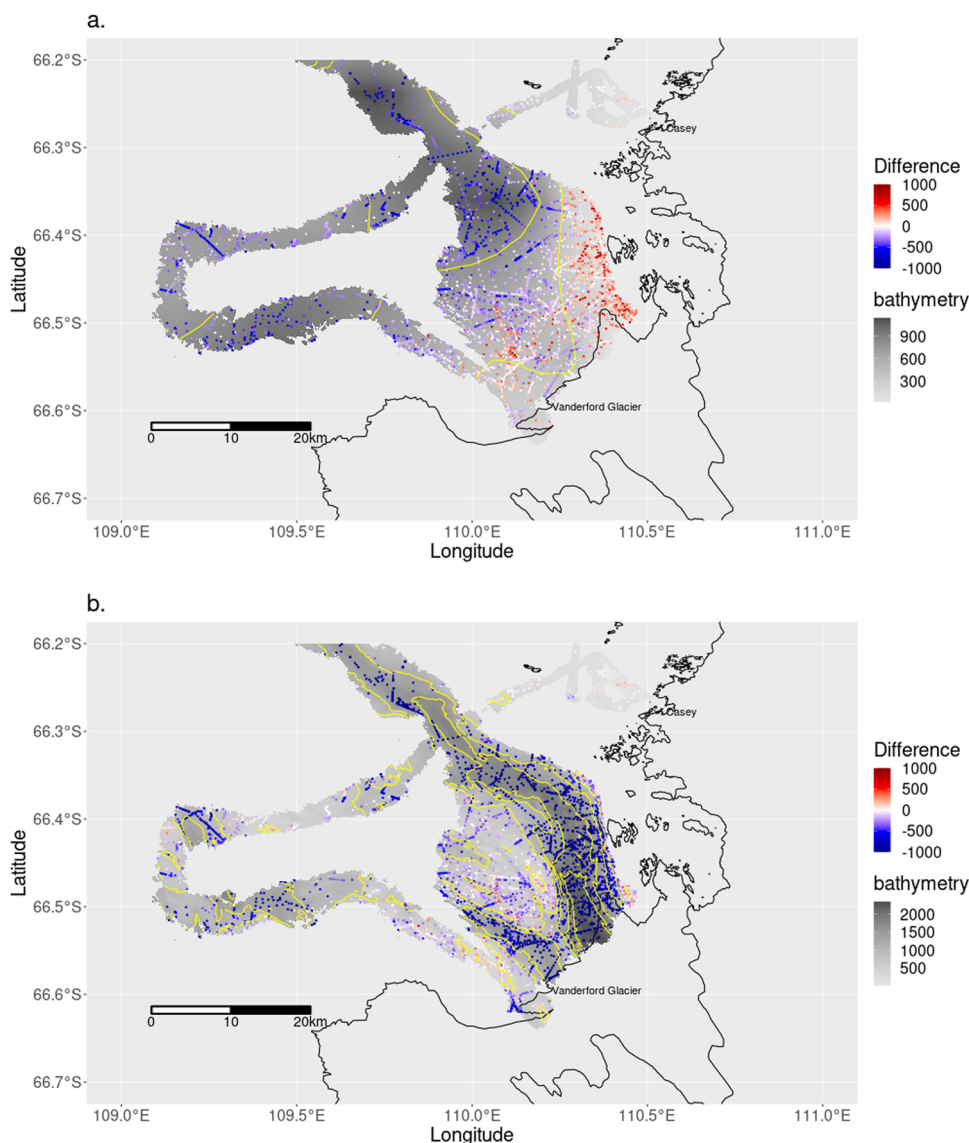 a.
66.2°S
66.3°S
66.4°S
66.5°S
66.6°S
66.7°S
Latitude
Casey
Vanderford Glacier
0 10 20km
109.0°E 109.5°E 110.0°E 110.5°E 111.0°E
Longitude
Difference
1000
500
0
-500
-1000
bathymetry
900
600
300
b.
66.2°S
66.3°S
66.4°S
66.5°S
66.6°S
66.7°S
Latitude
Casey
Vanderford Glacier
0 10 20km
109.0°E 109.5°E 110.0°E 110.5°E 111.0°E
Longitude
Difference
1000
500
0
-500
-1000
bathymetry
2000
1500
1000
500